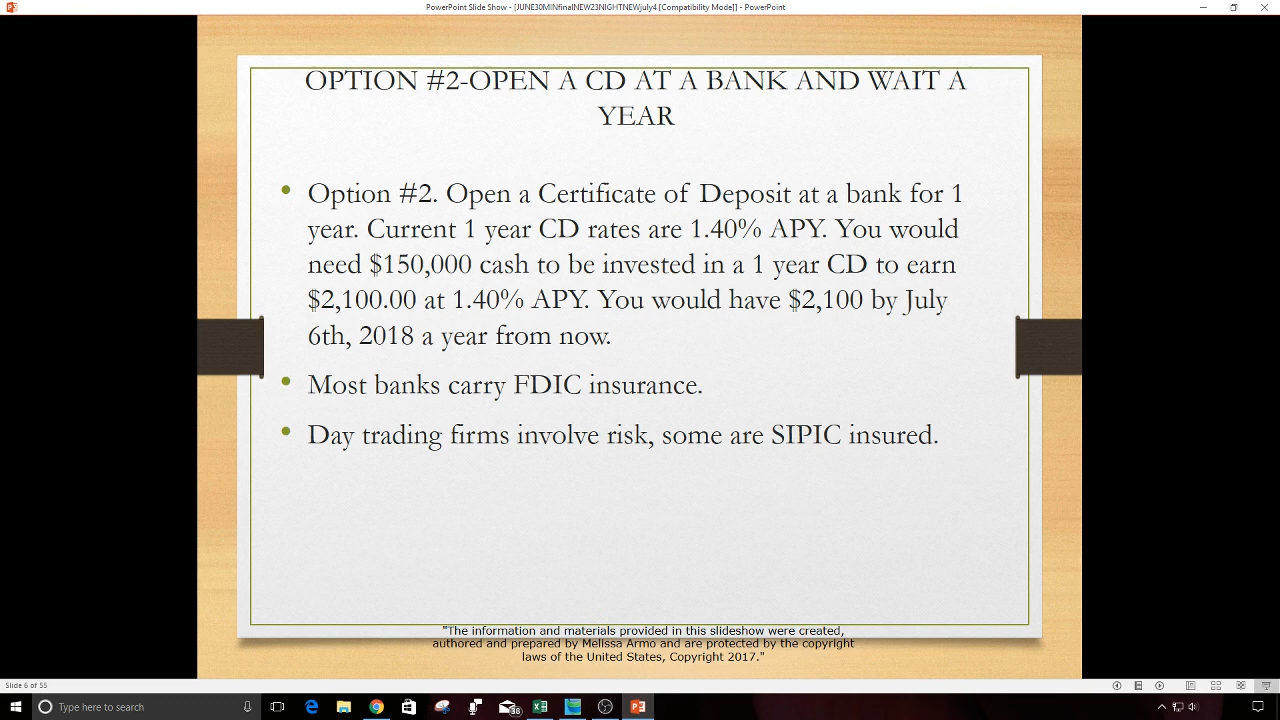 PowerPoint Slide Show - [JUNE30MINfinalNEW23NIGHTNEWjuly4 [Compatibility Mode]] - PowerPoint
OPTION #2-OPEN A CD AT A BANK AND WAIT A
YEAR
• Option #2. Open a Certificate of Deposit at a bank for 1
year. Current 1 year CD rates are 1.40% APY. You would
need $150,000 cash to be invested in a 1 year CD to earn
$2,100.00 at 1.40% APY. You would have $2,100 by July
6th, 2018 a year from now.
• Most banks carry FDIC insurance.
• Day trading firms involve risk, some are SIPIC insured.
"The information and materials provided in this slideshow were created,
authored and prepared by Melissa Armo and are protected by the copyright
laws of the United States, Copyright 2017."
Slide 6 of 55
Type here to search
58